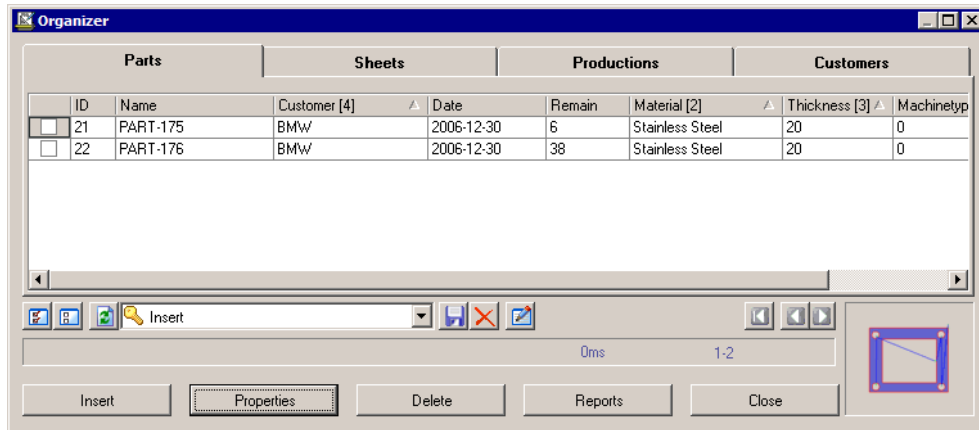 Organizer
Parts Sheets Productions Customers
ID Name Customer [4] Date Remain Material [2] Thickness [3] Machinetyp
21 PART-175 BMW 2006-12-30 6 Stainless Steel 20 0
22 PART-176 BMW 2006-12-30 38 Stainless Steel 20 0
Insert
0ms 1-2
Insert Properties Delete Reports Close